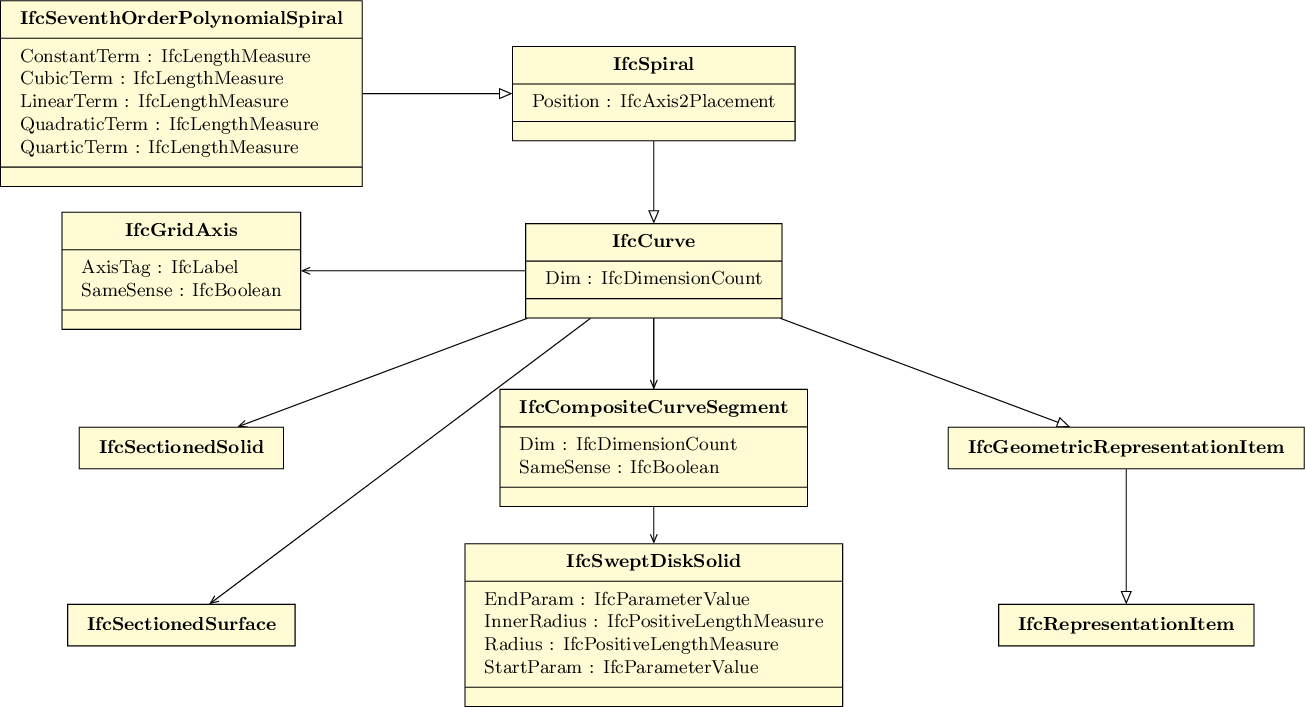 IfcSeventhOrderPolynomialSpiral
ConstantTerm : IfcLengthMeasure
CubicTerm : IfcLengthMeasure
LinearTerm : IfcLengthMeasure
QuadraticTerm : IfcLengthMeasure
QuarticTerm : IfcLengthMeasure
IfcSpiral
Position : IfcAxis2Placement
IfcGridAxis
AxisTag : IfcLabel
SameSense : IfcBoolean
IfcCurve
Dim : IfcDimensionCount
IfcSectionedSolid
IfcCompositeCurveSegment
Dim : IfcDimensionCount
SameSense : IfcBoolean
IfcGeometricRepresentationItem
IfcSectionedSurface
IfcSweptDiskSolid
EndParam : IfcParameterValue
InnerRadius : IfcPositiveLengthMeasure
Radius : IfcPositiveLengthMeasure
StartParam : IfcParameterValue
IfcRepresentationItem